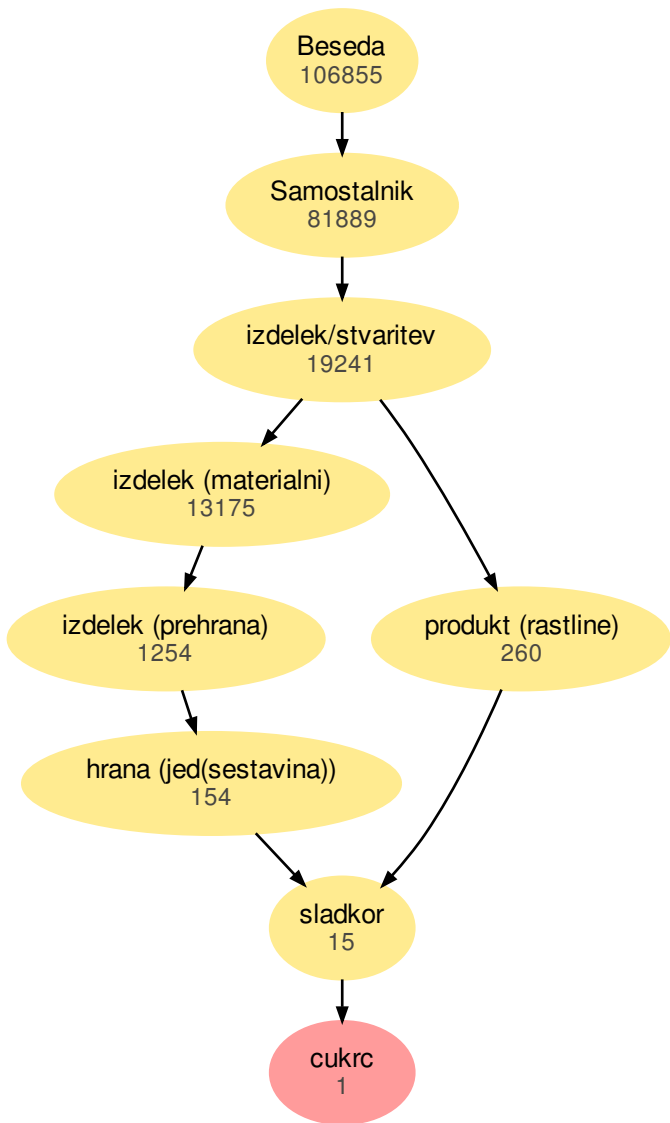 Beseda
106855
Samostalnik
81889
izdelek/stvaritev
19241
izdelek (materialni)
13175
izdelek (prehrana)
1254
produkt (rastline)
260
hrana (jed(sestavina))
154
sladkor
15
cukrc
1